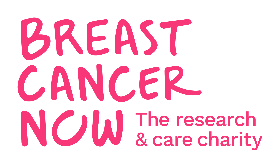 BREAST
CANCER
NOW
The research
& care charity